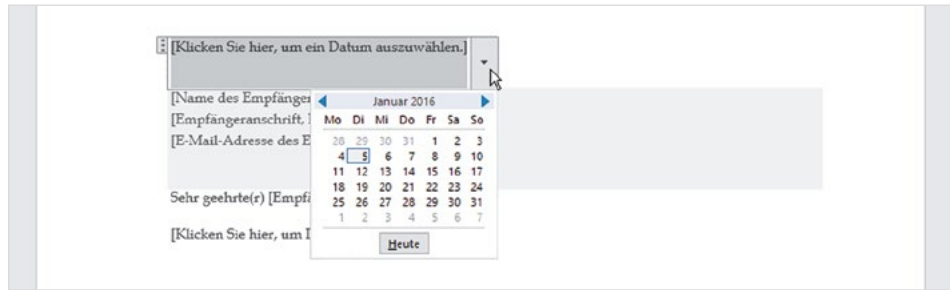 [Klicken Sie hier, um ein Datum auszuwählen.]
[Name des Empfänger
[Empfängeranschrift,
[E-Mail-Adresse des E
Sehr geehrte(r) [Empf
[Klicken Sie hier, um
Januar 2016
Mo Di Mi Do Fr Sa So
28 29 30 31 1 2 3
4 5 6 7 8 9 10
11 12 13 14 15 16 17
18 19 20 21 22 23 24
25 26 27 28 29 30 31
1 2 3 4 5 6 7
Heute